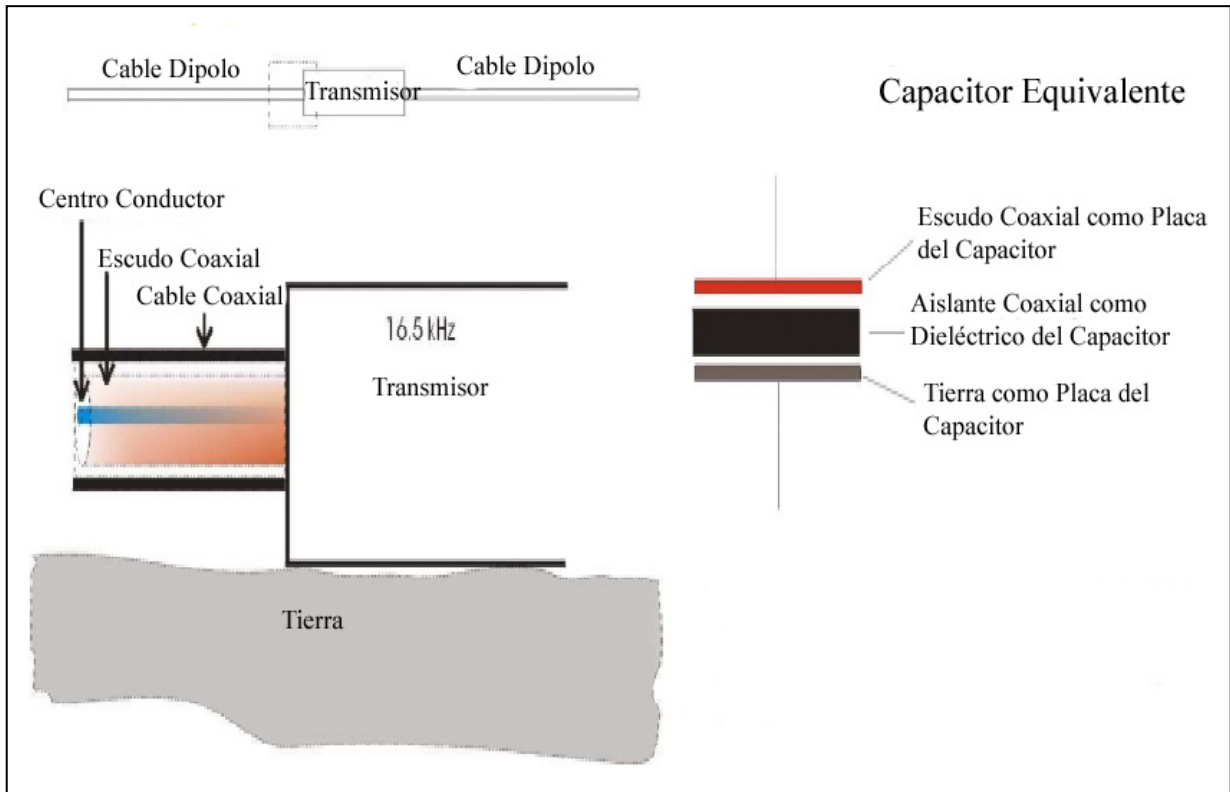 Cable Dipolo
Transmisor
Cable Dipolo
Capacitor Equivalente
Centro Conductor
Escudo Coaxial
Cable Coaxial
16.5 kHz
Transmisor
Tierra
Escudo Coaxial como Placa
del Capacitor
Aislante Coaxial como
Dieléctrico del Capacitor
Tierra como Placa del
Capacitor